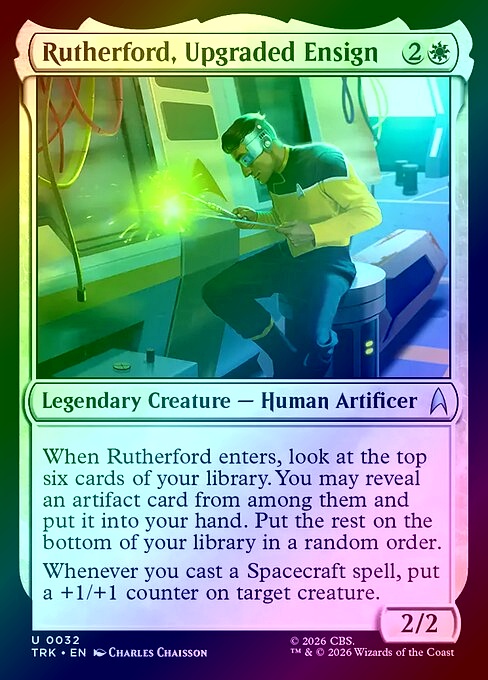 Rutherford, Upgraded Ensign 2
Legendary Creature — Human Artificer
When Rutherford enters, look at the top
six cards of your library. You may reveal
an artifact card from among them and
put it into your hand. Put the rest on the
bottom of your library in a random order.
Whenever you cast a Spacecraft spell, put
a +1/+1 counter on target creature.
2/2
U 0032
TRK • EN Charles Chaisson
© 2026 CBS.
™ & © 2026 Wizards of the Coast